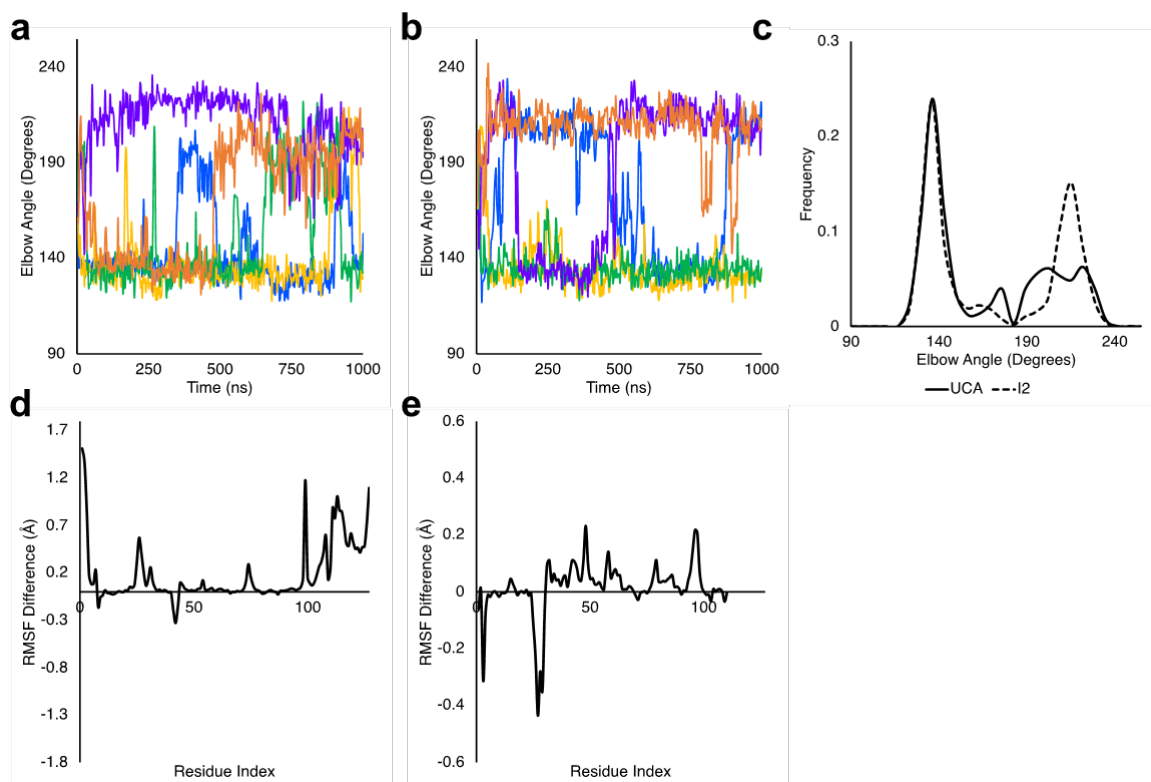 a
b
c
240
190
140
90
Elbow Angle (Degrees)
0
250
500
750
1000
Time (ns)
240
190
140
90
Elbow Angle (Degrees)
0
250
500
750
1000
Time (ns)
0.3
0.2
0.1
0
Frequency
90
140
190
240
Elbow Angle (Degrees)
UCA
I2
d
e
1.7
1.2
0.7
0.2
-0.3
-0.8
-1.3
-1.8
RMSF Difference (Å)
0
50
100
Residue Index
0.6
0.4
0.2
0
-0.2
-0.4
-0.6
RMSF Difference (Å)
0
50
100
Residue Index